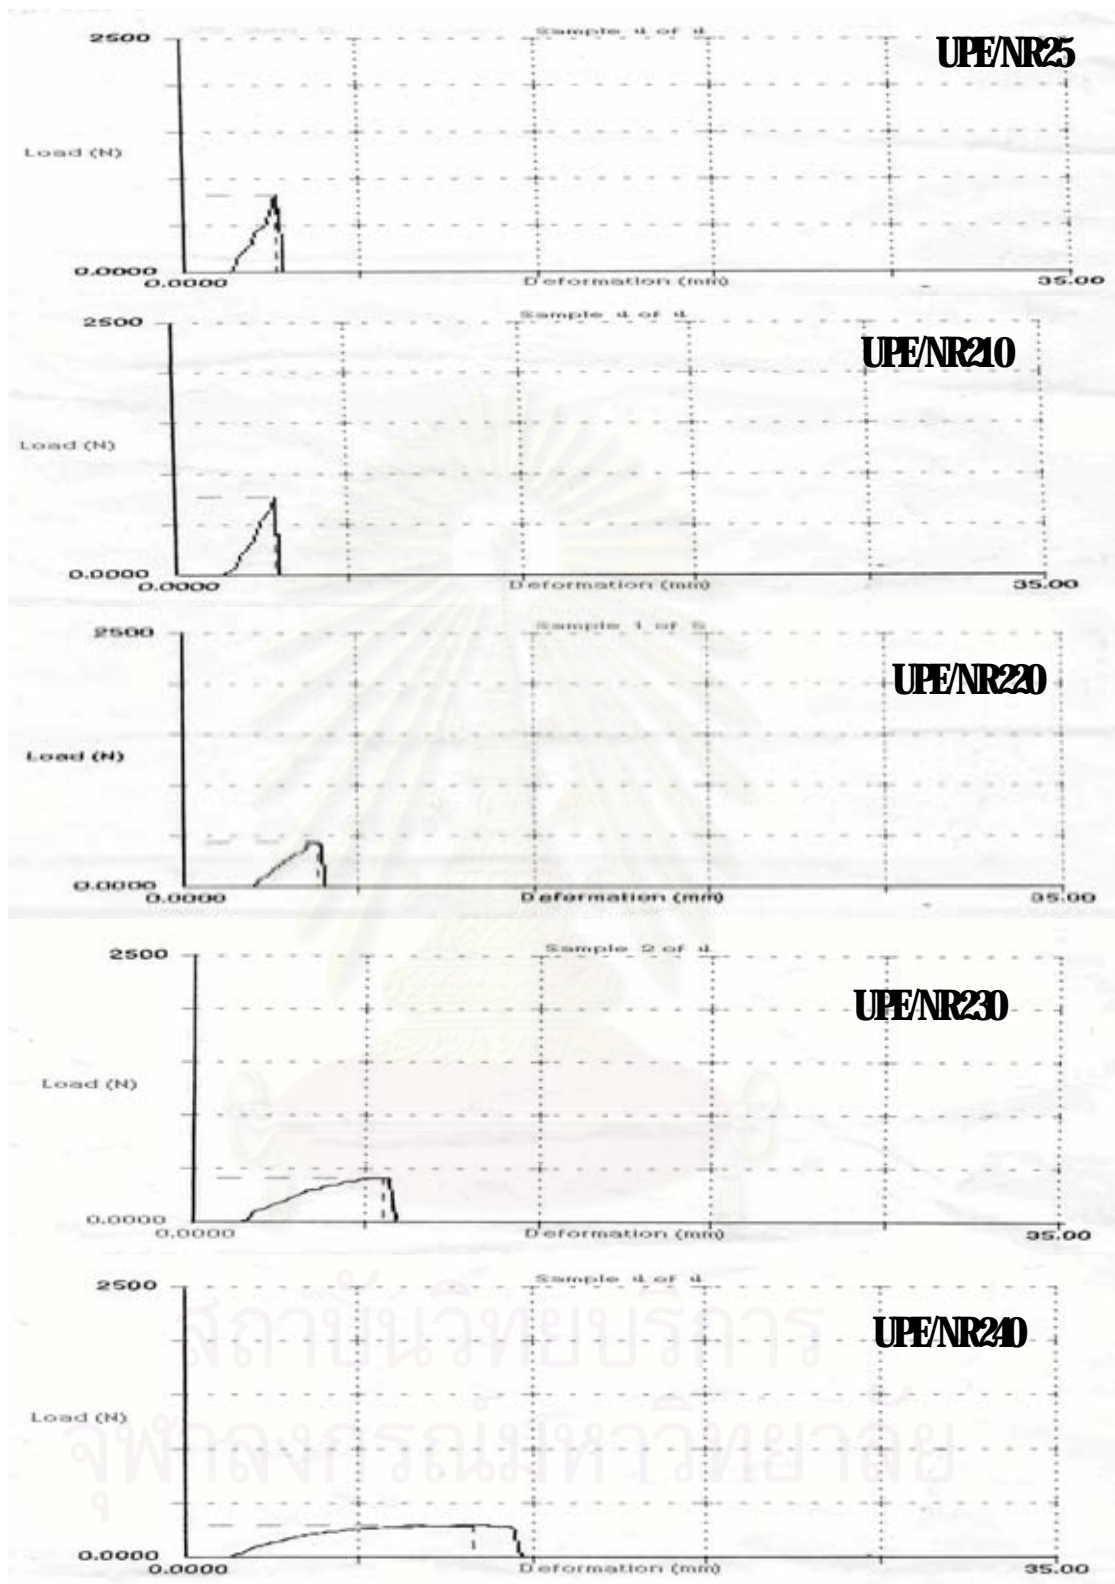 Sample 4 of 4
2500
UPE/NR25
Load (N)
0.0000
0.0000
Deformation (mm)
35.00
Sample 4 of 4
2500
UPE/NR210
Load (N)
0.0000
0.0000
Deformation (mm)
35.00
Sample 1 of 5
2500
UPE/NR220
Load (N)
0.0000
0.0000
Deformation (mm)
35.00
Sample 2 of 4
2500
UPE/NR230
Load (N)
0.0000
0.0000
Deformation (mm)
35.00
Sample 4 of 4
2500
UPE/NR240
สถาบันวิทยบริการ
Load (N)
จุฬาลงกรณ์มหาวิทยาลัย
0.0000
0.0000
Deformation (mm)
35.00